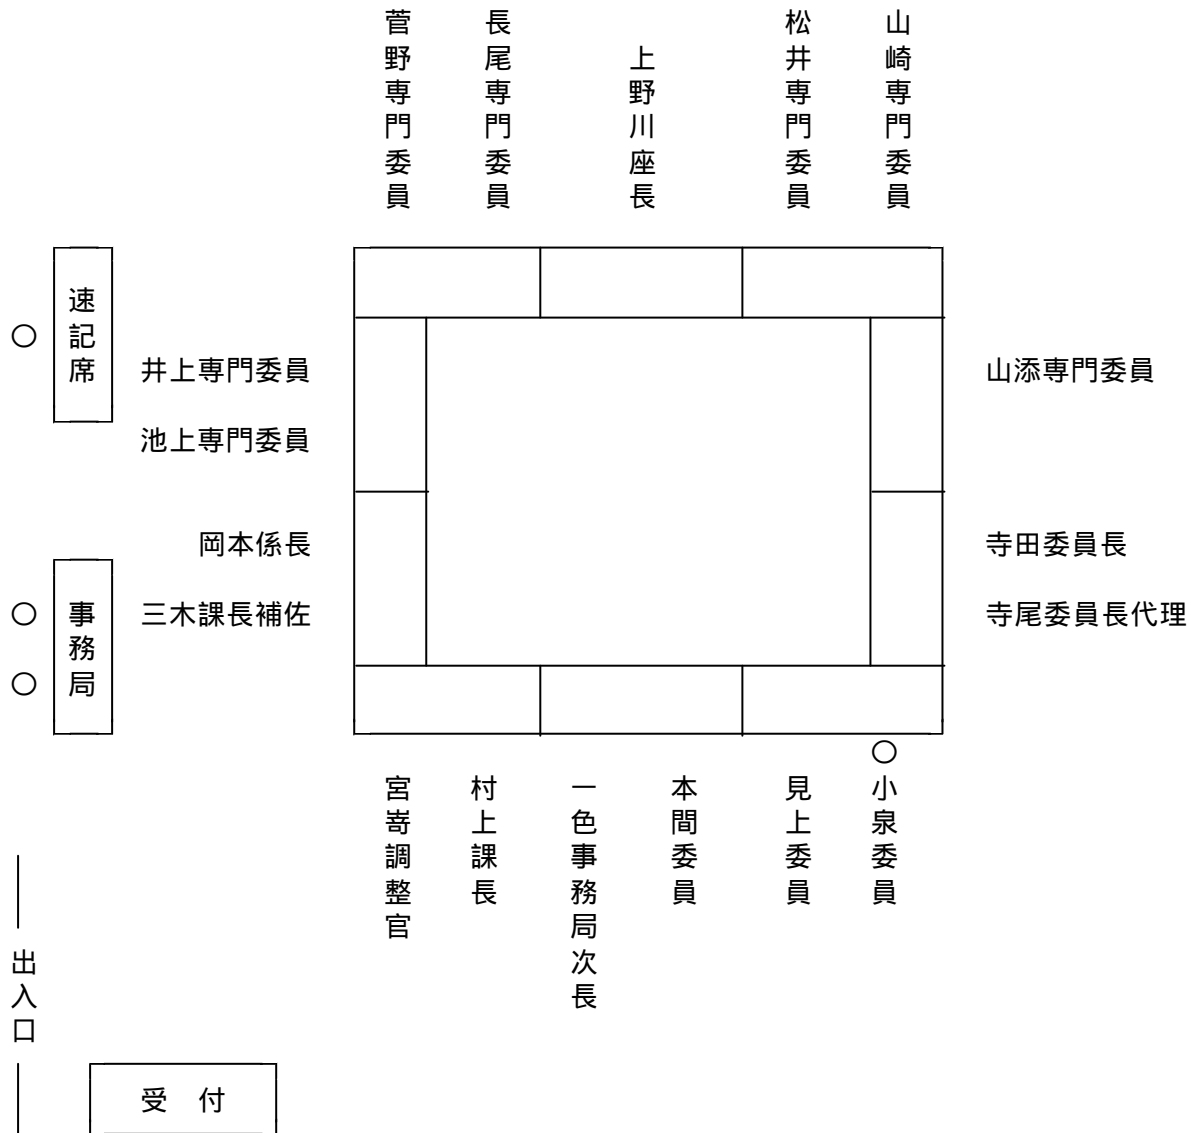 菅野専門委員
長尾専門委員
上野川座長
松井専門委員
山崎専門委員
速記席
○
井上専門委員
池上専門委員
山添専門委員
岡本係長
三木課長補佐
寺田委員長
寺尾委員長代理
事務局
○
○
○
宮嵜調整官
村上課長
一色事務局次長
本間委員
見上委員
小泉委員
出入口
受 付